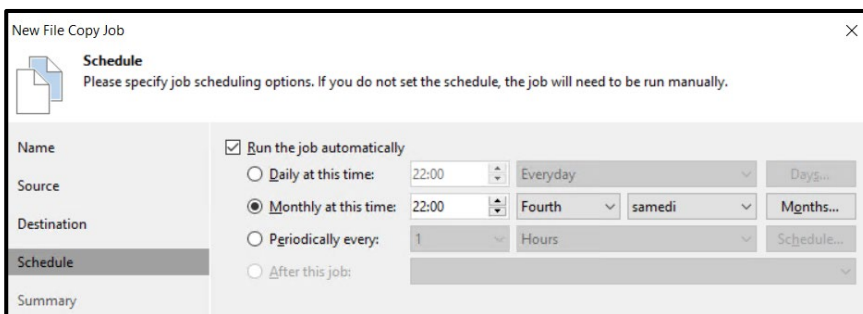 New File Copy Job
Schedule
Please specify job scheduling options. If you do not set the schedule, the job will need to be run manually.
Name
Source
Destination
Schedule
Summary
Run the job automatically
Daily at this time: 22:00 Everyday Days...
Monthly at this time: 22:00 Fourth samedi Months...
Periodically every: 1 Hours Schedule...
After this job: